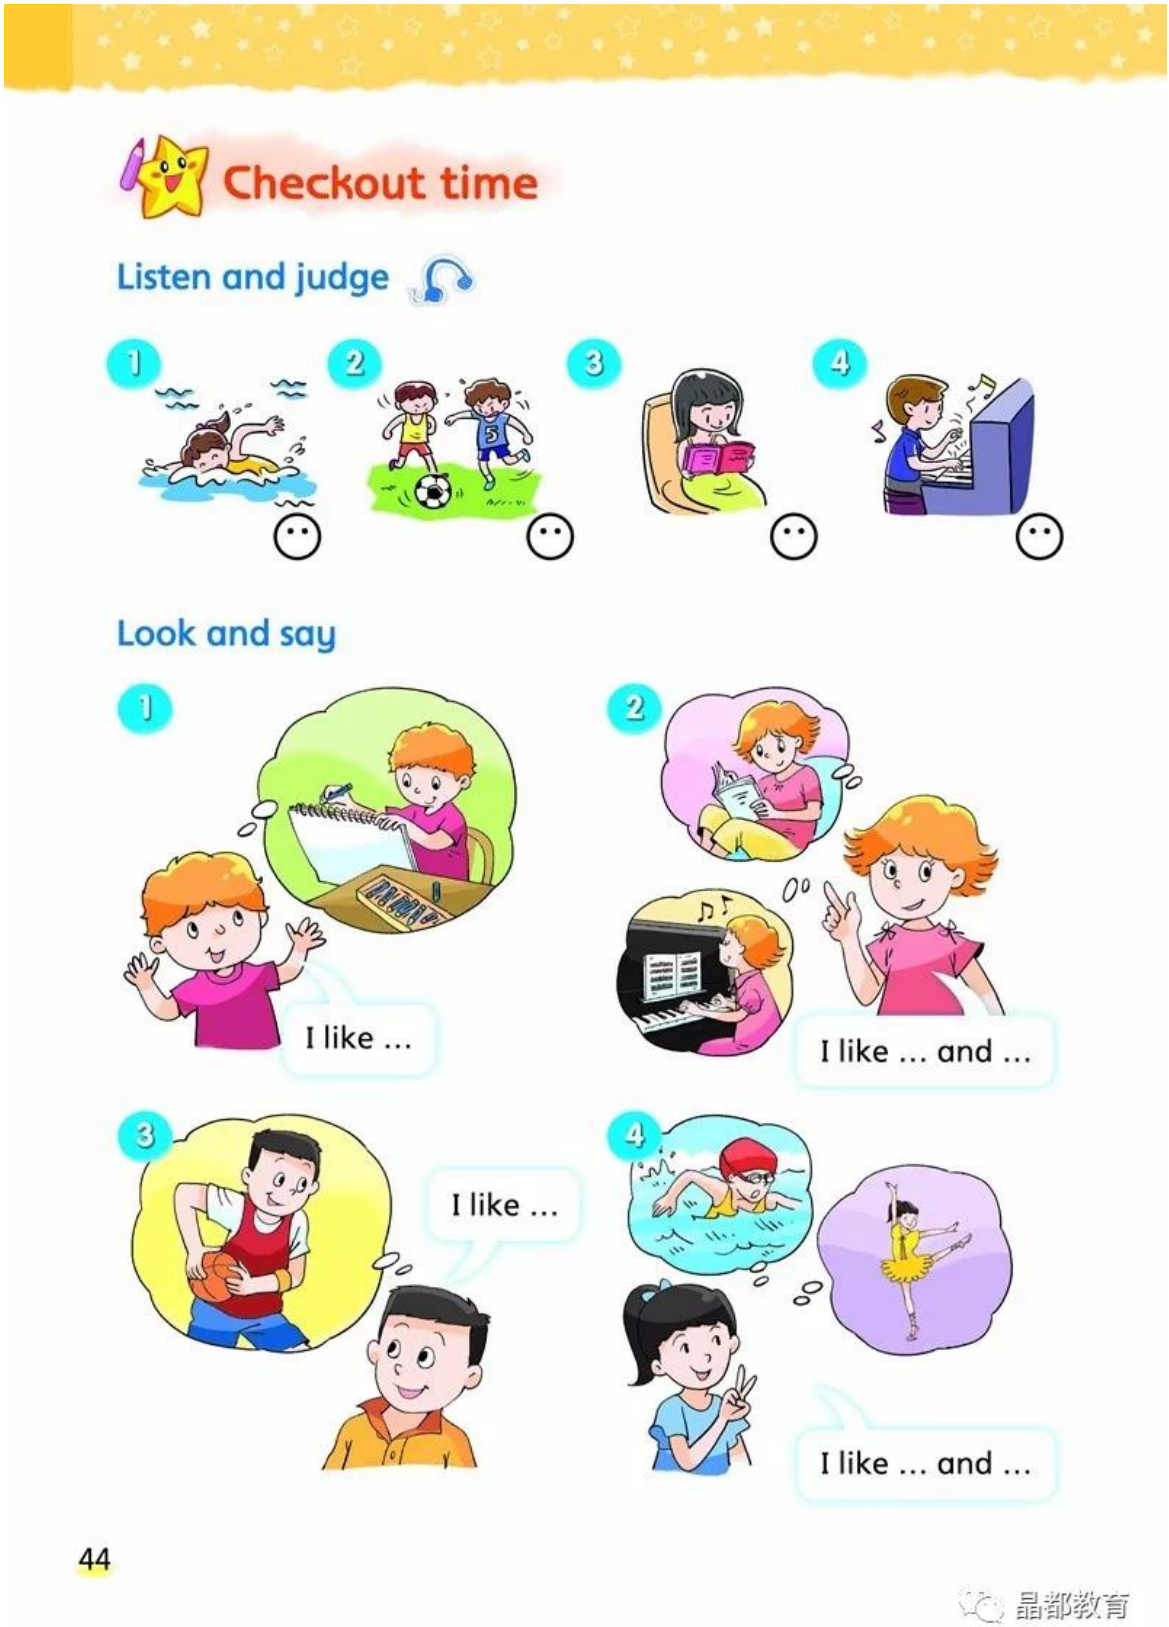 Checkout time
Listen and judge
1
2
3
4
5
Look and say
1
2
I like ...
I like ... and ...
3
4
I like ...
I like ... and ...
44
晶都教育